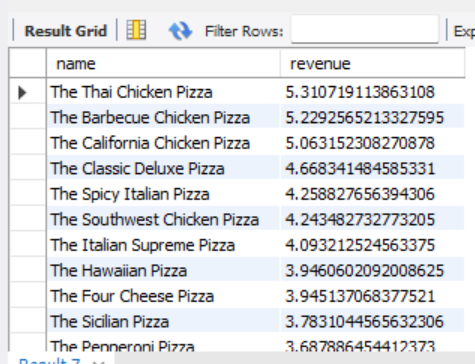 Result Grid Filter Rows: Exp
name revenue
The Thai Chicken Pizza 5.310719113863108
The Barbecue Chicken Pizza 5.2292565213327595
The California Chicken Pizza 5.063152308270878
The Classic Deluxe Pizza 4.668341484585331
The Spicy Italian Pizza 4.258827656394306
The Southwest Chicken Pizza 4.243482732773205
The Italian Supreme Pizza 4.093212524563375
The Hawaiian Pizza 3.9460602092008625
The Four Cheese Pizza 3.945137068377521
The Sicilian Pizza 3.7831044565632306
The Pepperoni Pizza 3.687886454412373
Result 7